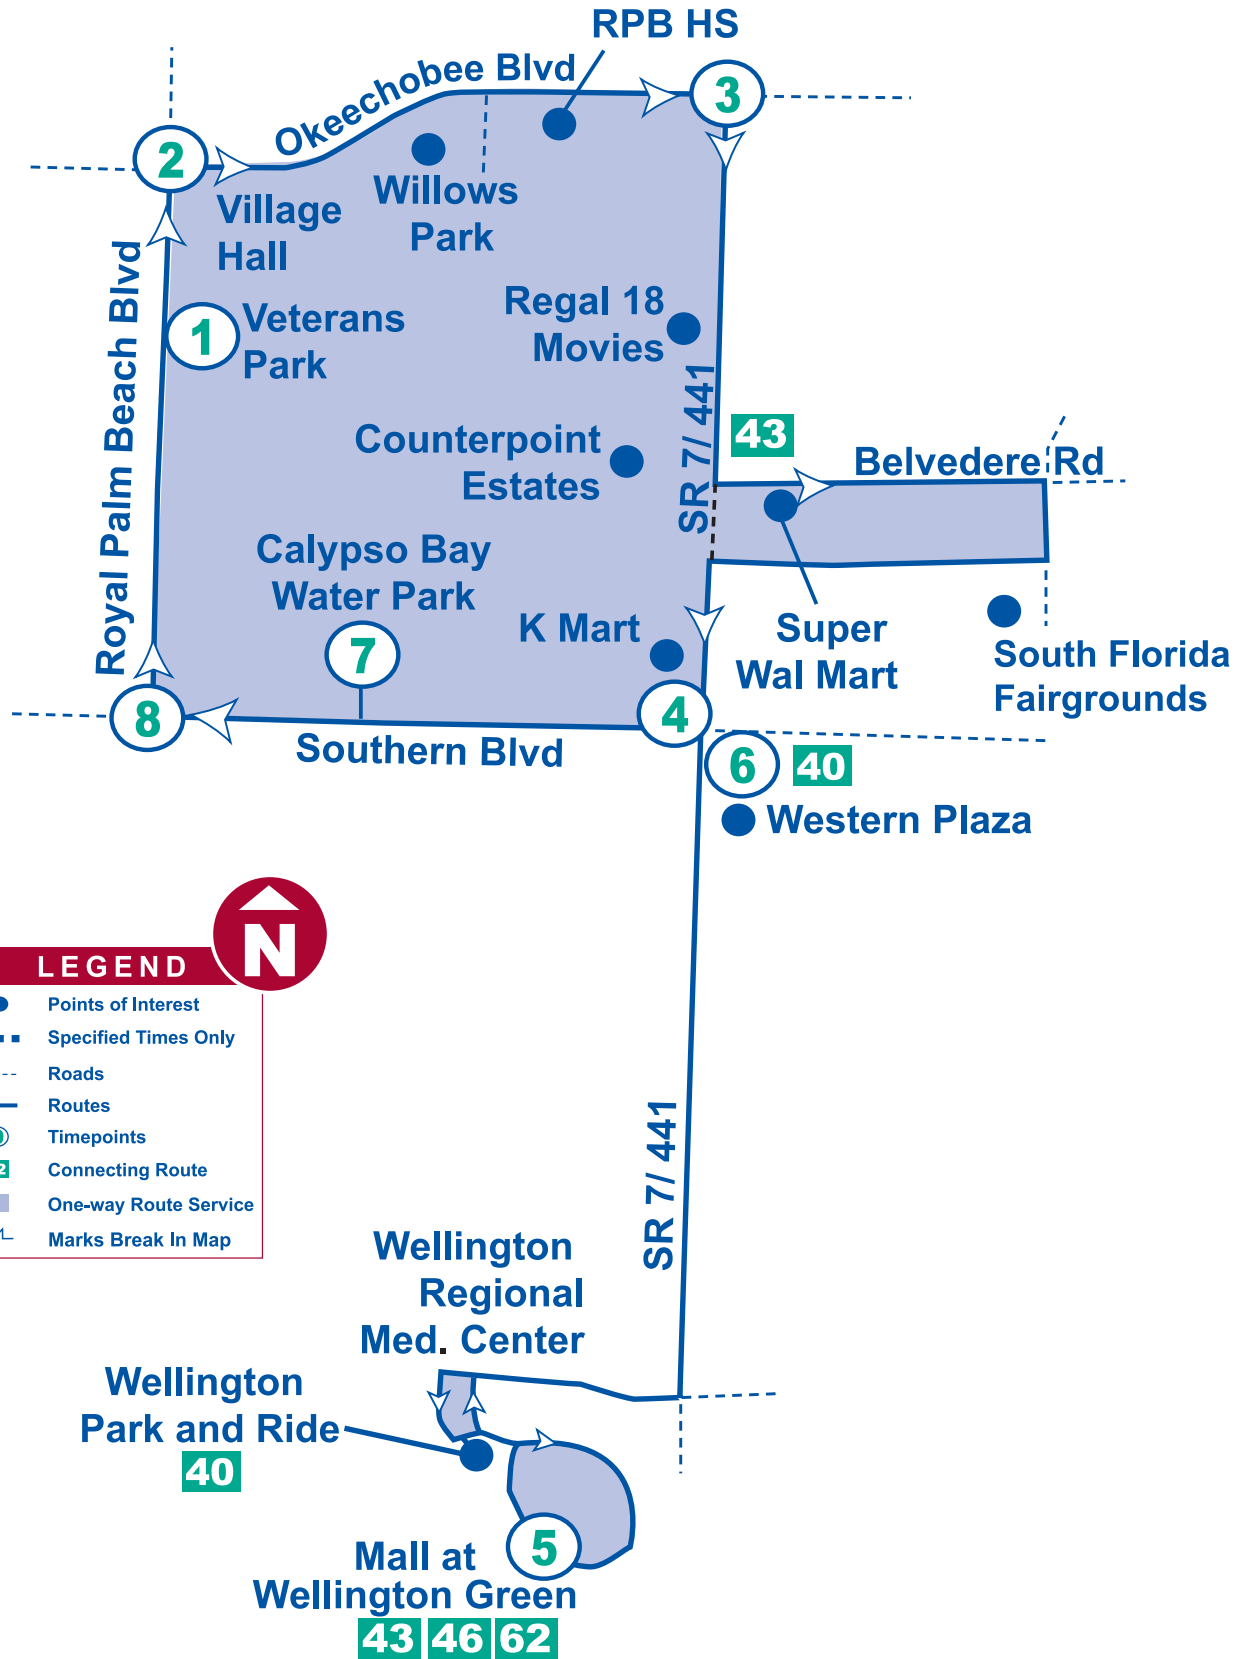 RPB HS
Okeechobee Blvd
3
2
Willows
Park
Village
Hall
Royal Palm Beach Blvd
1
Veterans
Park
Regal 18
Movies
SR 7/ 441
43
Counterpoint
Estates
Belvedere Rd
Calypso Bay
Water Park
7
K Mart
Super
Wal Mart
South Florida
Fairgrounds
8
4
Southern Blvd
6
40
Western Plaza
N
LEGEND
Points of Interest
Specified Times Only
Roads
Routes
Timepoints
2
Connecting Route
One-way Route Service
Marks Break In Map
SR 7/ 441
Wellington
Regional
Med. Center
Wellington
Park and Ride
40
5
Mall at
Wellington Green
43 46 62